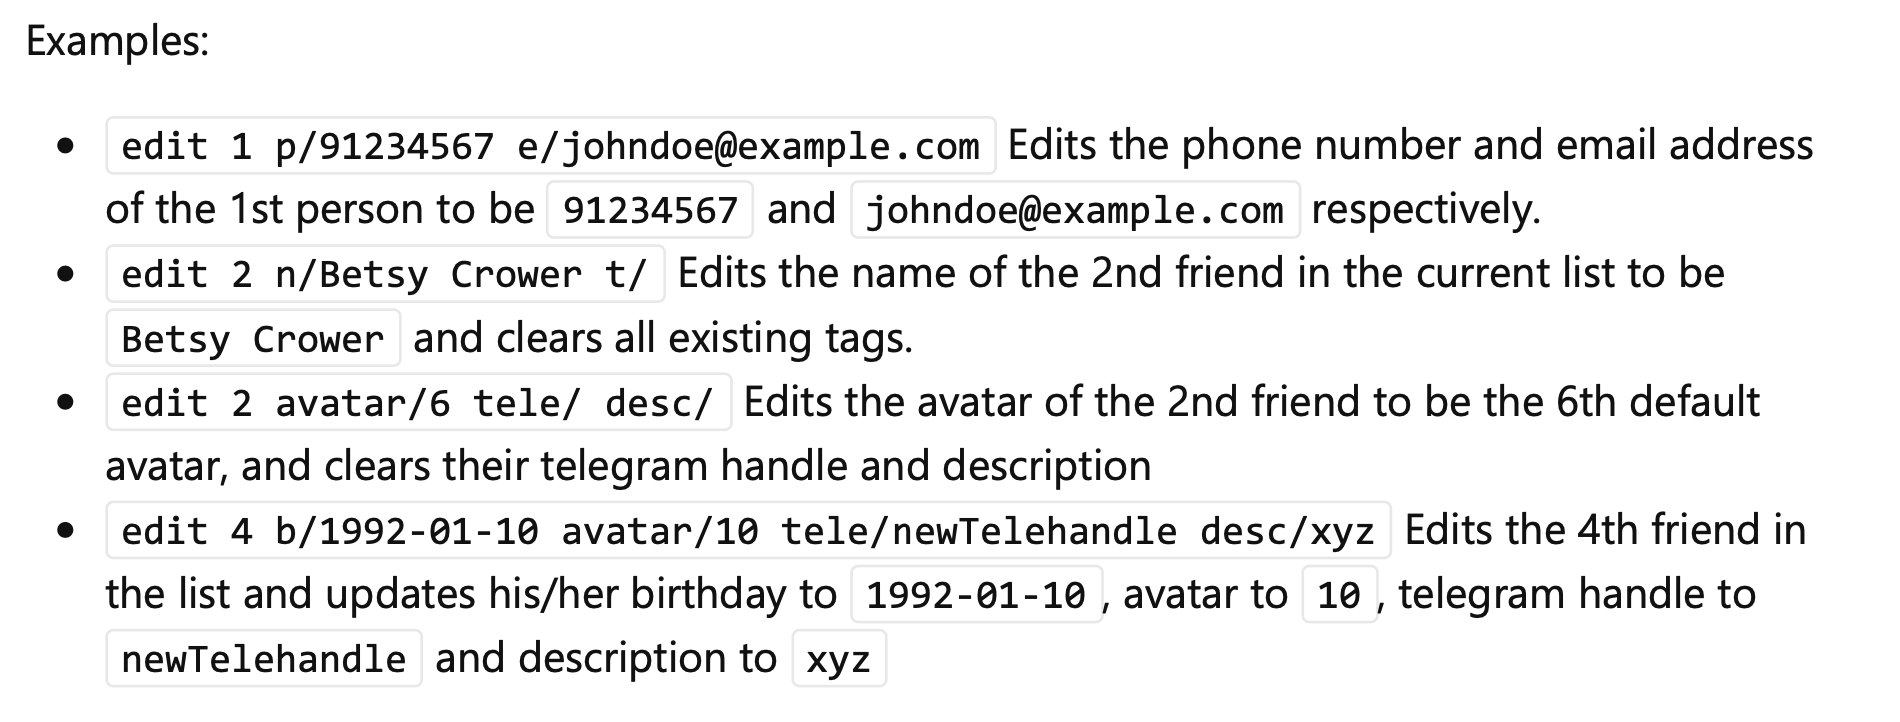 Examples:
edit 1 p/91234567 e/johndoe@example.com Edits the phone number and email address
of the 1st person to be 91234567 and johndoe@example.com respectively.
edit 2 n/Betsy Crower t/ Edits the name of the 2nd friend in the current list to be
Betsy Crower and clears all existing tags.
edit 2 avatar/6 tele/ desc/ Edits the avatar of the 2nd friend to be the 6th default
avatar, and clears their telegram handle and description
edit 4 b/1992-01-10 avatar/10 tele/newTelehandle desc/xyz Edits the 4th friend in
the list and updates his/her birthday to 1992-01-10, avatar to 10, telegram handle to
newTelehandle and description to xyz